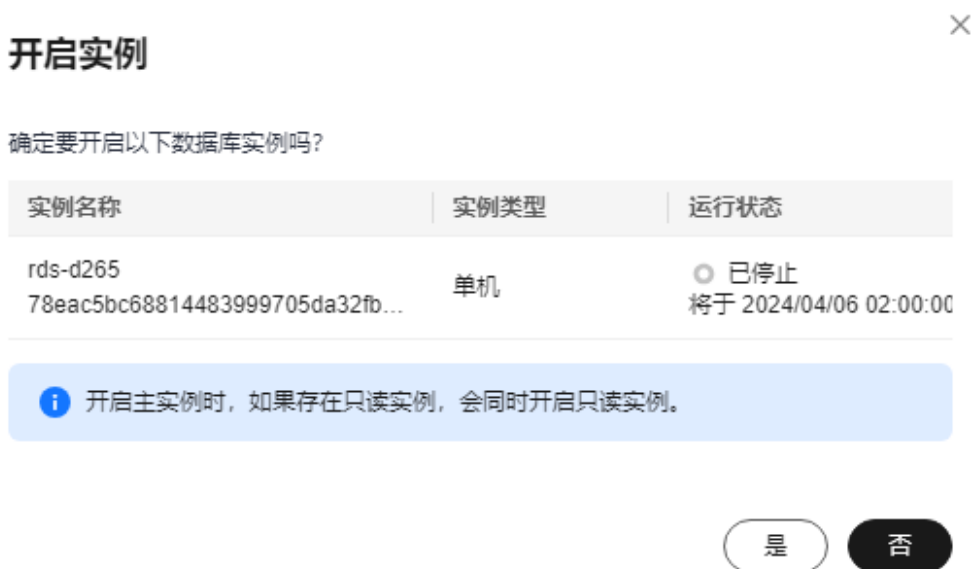 开启实例
确定要开启以下数据库实例吗？
实例名称 实例类型 运行状态
rds-d265
78eac5bc68814483999705da32fb...
单机
已停止
将于 2024/04/06 02:00:00
开启主实例时，如果存在只读实例，会同时开启只读实例。
是 否